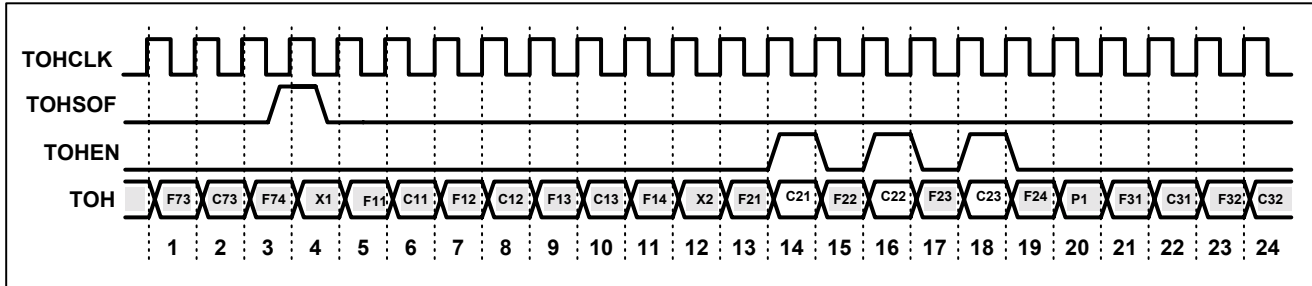 TOHCLK
TOHSOF
TOHEN
TOH F73 C73 F74 X1 F11 C11 F12 C12 F13 C13 F14 X2 F21 C21 F22 C22 F23 C23 F24 P1 F31 C31 F32 C32
1 2 3 4 5 6 7 8 9 10 11 12 13 14 15 16 17 18 19 20 21 22 23 24